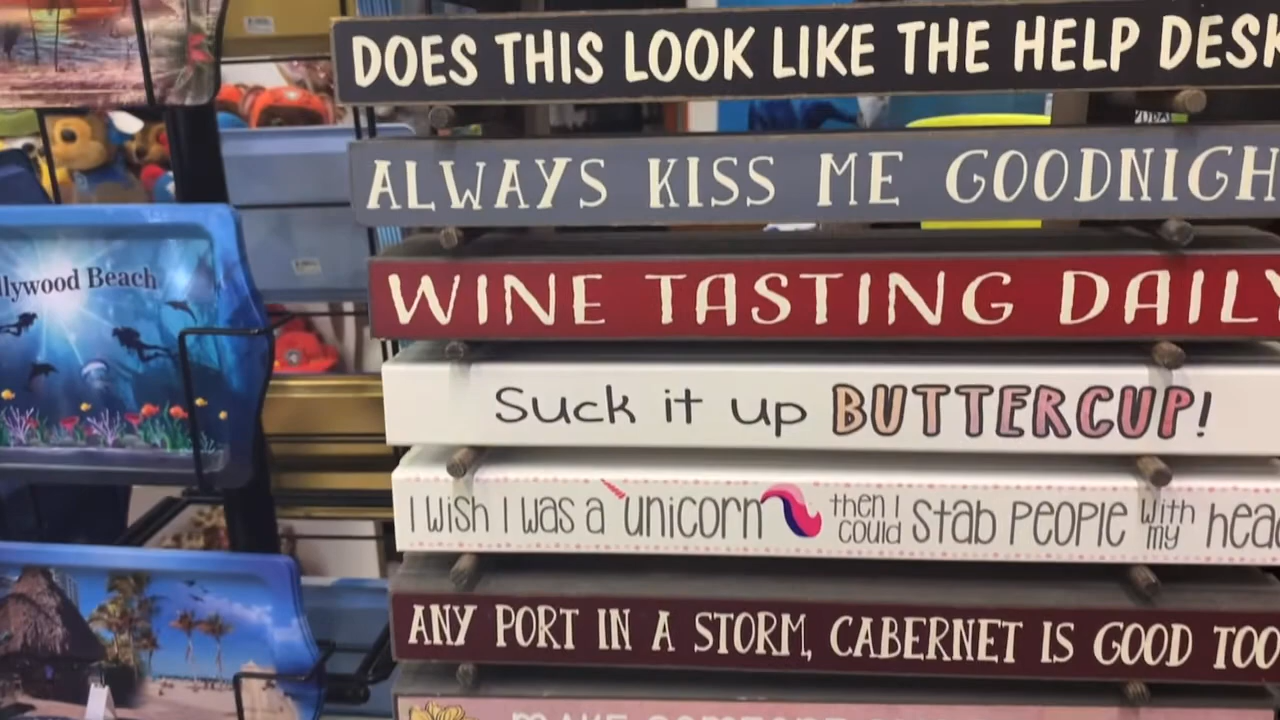 DOES THIS LOOK LIKE THE HELP DESK
ALWAYS KISS ME GOODNIGH
WINE TASTING DAILY
Suck it up BUTTERCUP!
I wish I was a unicorn then I could Stab PEOPLE with my hea
ANY PORT IN A STORM, CABERNET IS GOOD TOO
llywood Beach